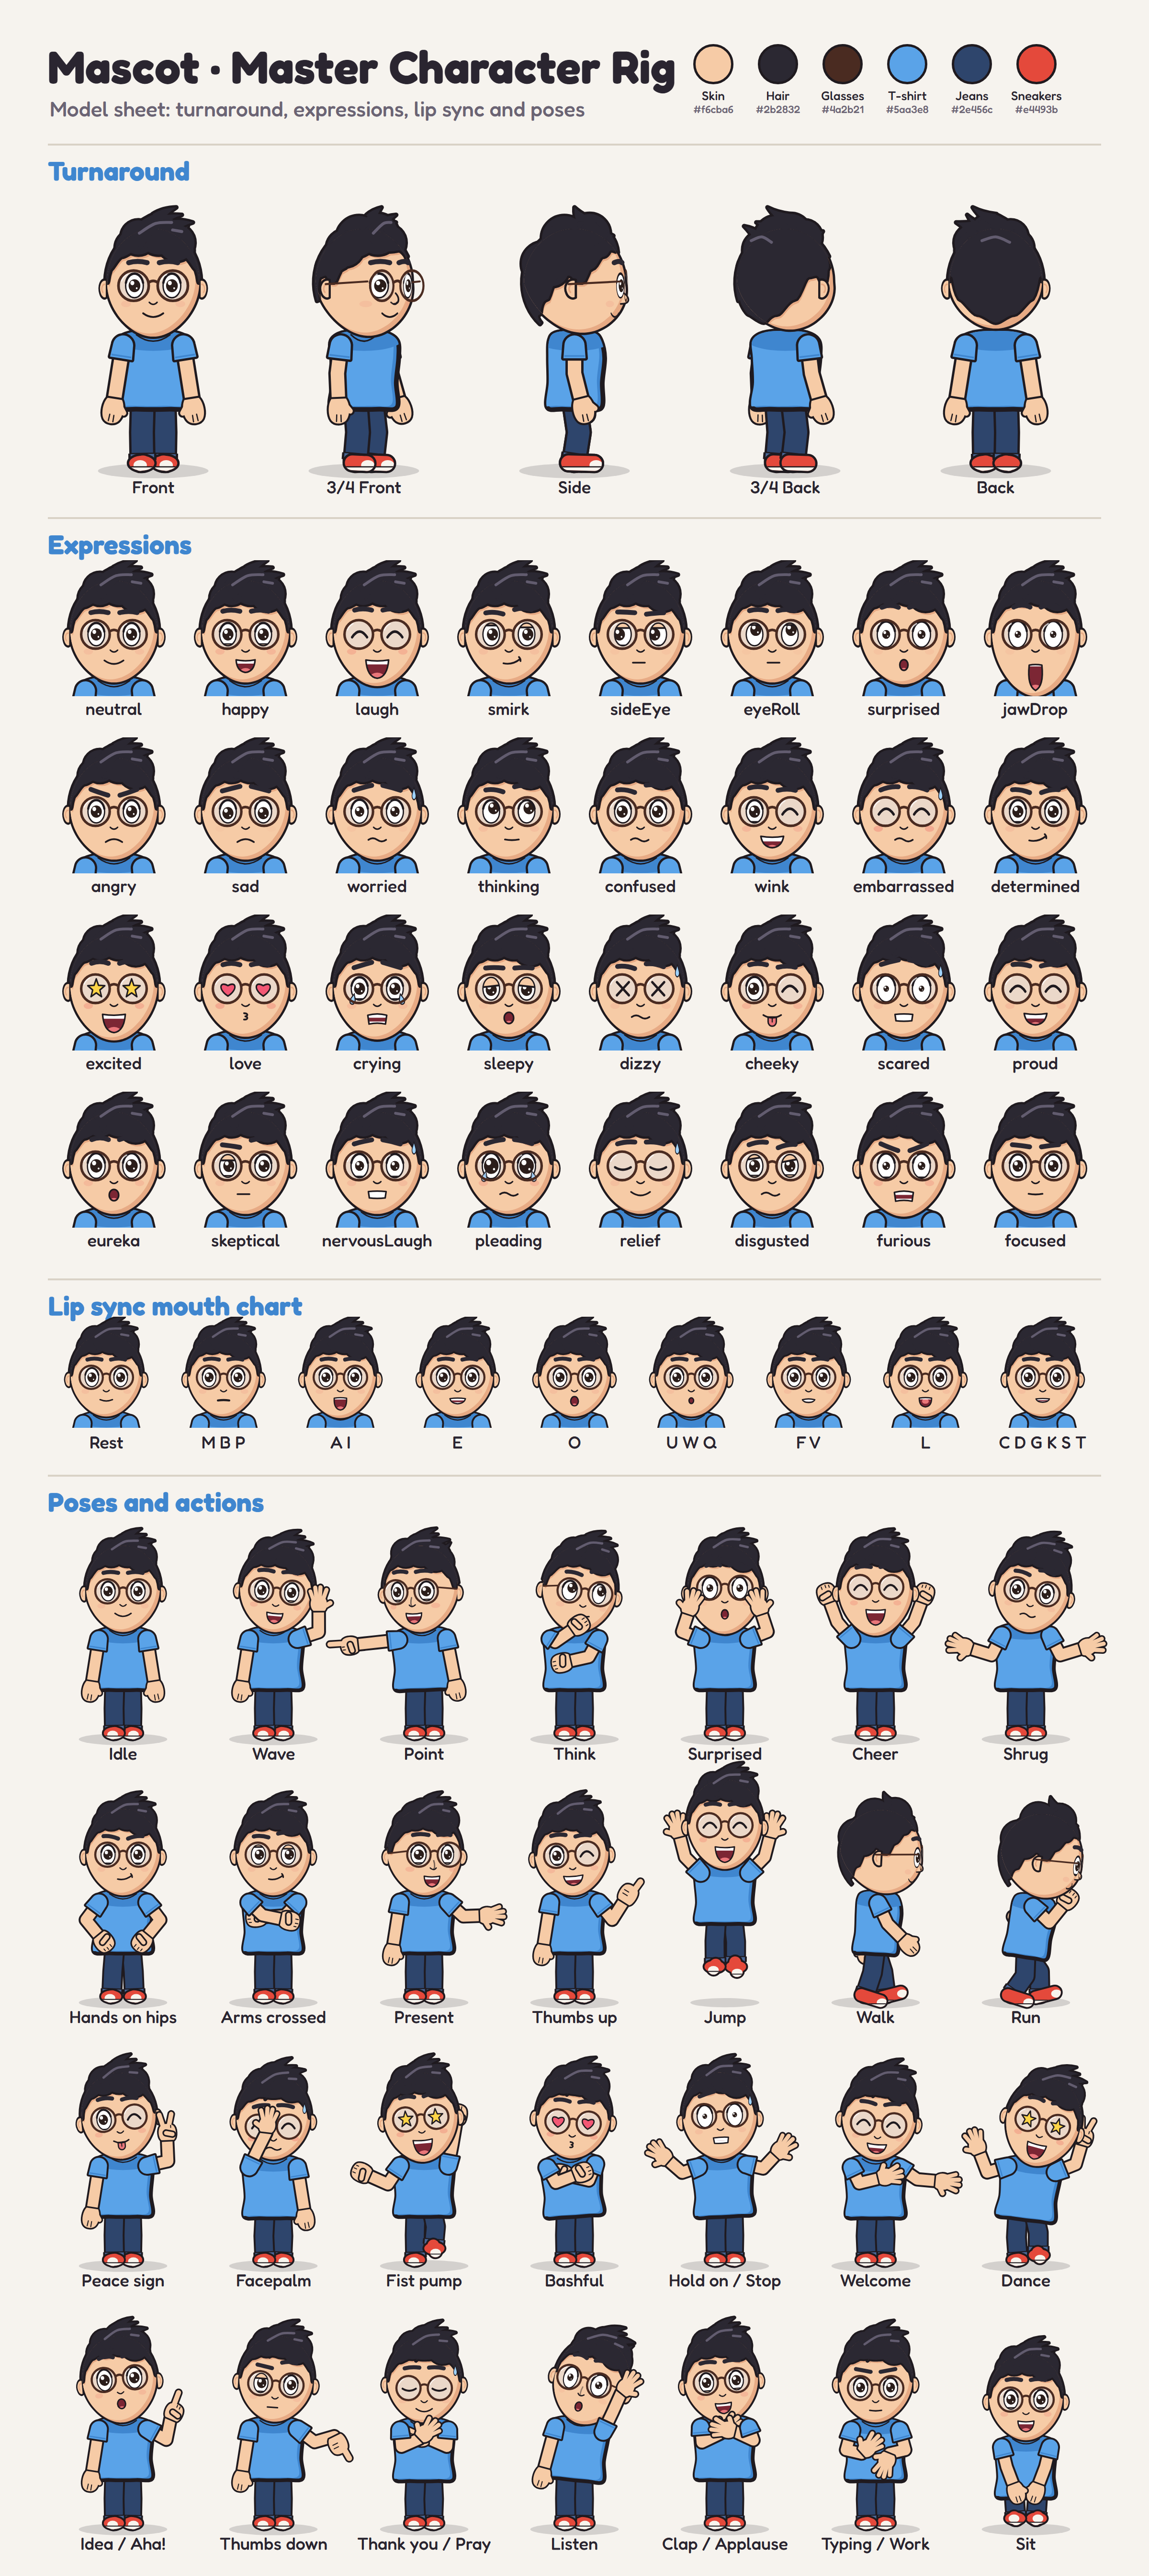 Mascot · Master Character Rig
Model sheet: turnaround, expressions, lip sync and poses
Skin Hair Glasses T-shirt Jeans Sneakers
#f6cba6 #2b2832 #4a2b21 #5aa3e8 #2e456c #e4493b
Turnaround
Front 3/4 Front Side 3/4 Back Back
Expressions
neutral happy laugh smirk sideEye eyeRoll surprised jawDrop
angry sad worried thinking confused wink embarrassed determined
excited love crying sleepy dizzy cheeky scared proud
eureka skeptical nervousLaugh pleading relief disgusted furious focused
Lip sync mouth chart
Rest M B P A I E O U W Q F V L C D G K S T
Poses and actions
Idle Wave Point Think Surprised Cheer Shrug
Hands on hips Arms crossed Present Thumbs up Jump Walk Run
Peace sign Facepalm Fist pump Bashful Hold on / Stop Welcome Dance
Idea / Aha! Thumbs down Thank you / Pray Listen Clap / Applause Typing / Work Sit